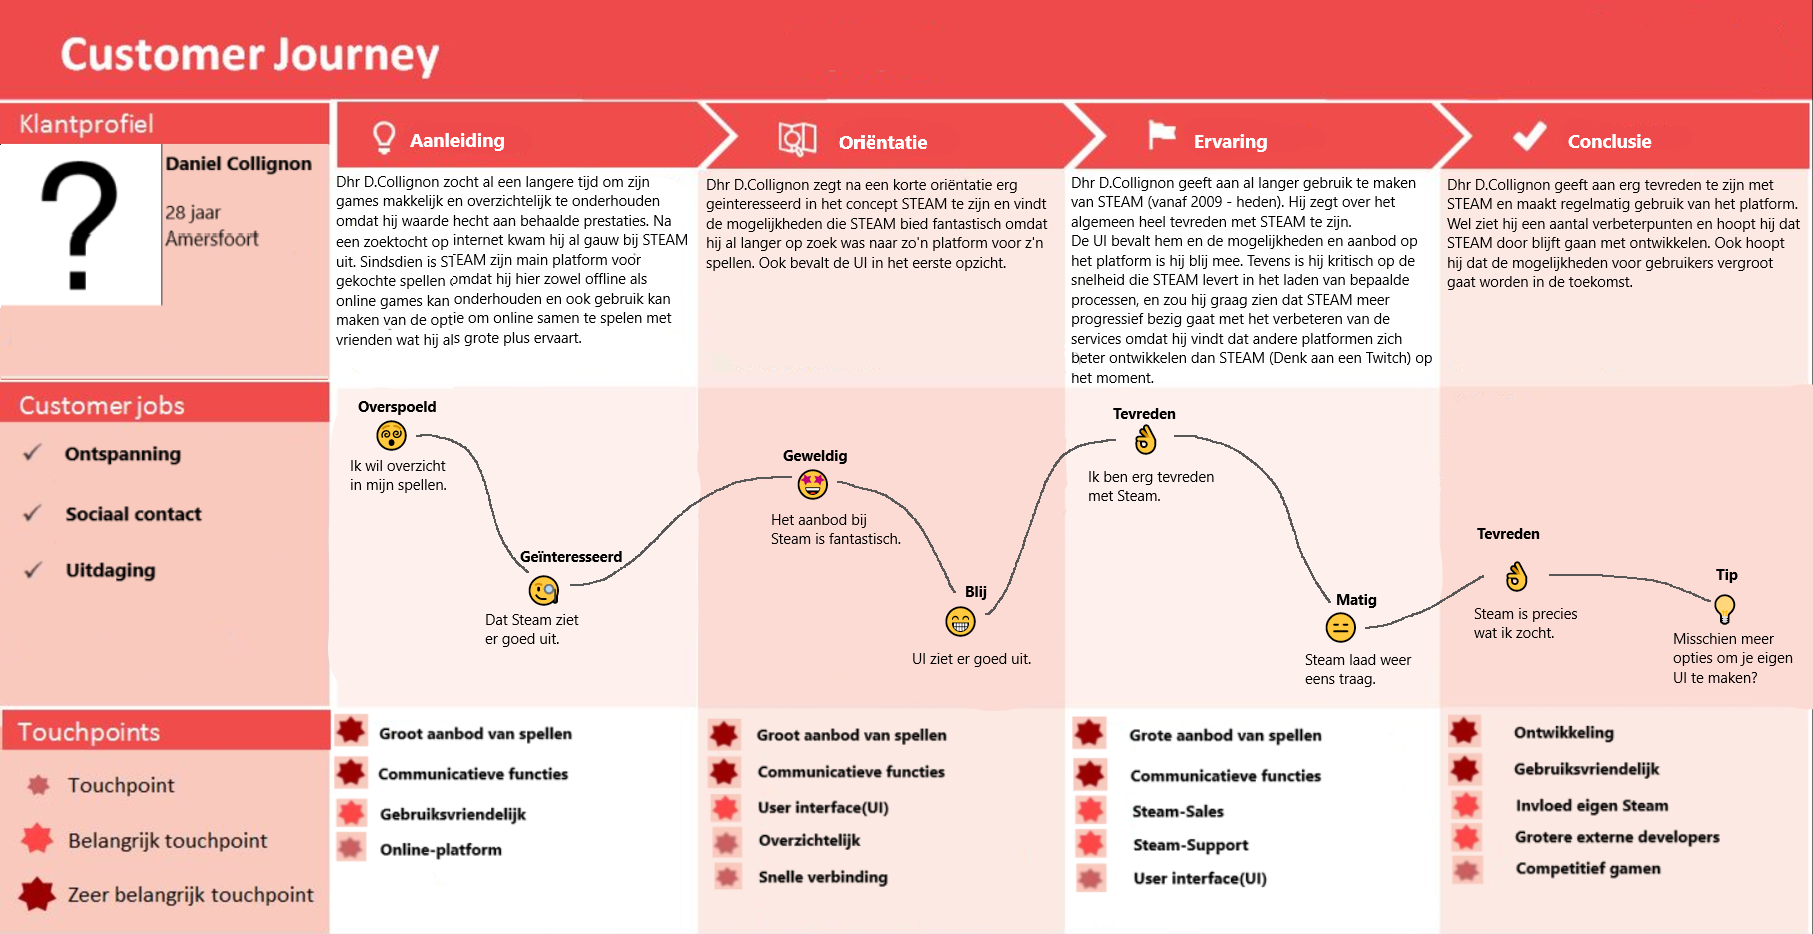 Customer Journey
Klantprofiel
Daniel Collignon
28 jaar
Amersfoort
Aanleiding
Dhr D.Collignon zocht al een langere tijd om zijn
games makkelijk en overzichtelijk te onderhouden
omdat hij waarde hecht aan behaalde prestaties. Na
een zoektocht op internet kwam hij al gauw bij STEAM
uit. Sindsdien is STEAM zijn main platform voor
gekochte spellen omdat hij hier zowel offline als
online games kan onderhouden en ook gebruik kan
maken van de optie om online samen te spelen met
vrienden wat hij als grote plus ervaart.
Oriëntatie
Dhr D.Collignon zegt na een korte oriëntatie erg
geinteresseerd in het concept STEAM te zijn en vindt
de mogelijkheden die STEAM bied fantastisch omdat
hij al langer op zoek was naar zo'n platform voor z'n
spellen. Ook bevalt de UI in het eerste opzicht.
Ervaring
Dhr D.Collignon geeft aan al langer gebruik te maken
van STEAM (vanaf 2009 - heden). Hij zegt over het
algemeen heel tevreden met STEAM te zijn.
De UI bevalt hem en de mogelijkheden en aanbod op
het platform is hij blij mee. Tevens is hij kritisch op de
snelheid die STEAM levert in het laden van bepaalde
processen, en zou hij graag zien dat STEAM meer
progressief bezig gaat met het verbeteren van de
services omdat hij vindt dat andere platformen zich
beter ontwikkelen dan STEAM (Denk aan een Twitch) op
het moment.
Conclusie
Dhr D.Collignon geeft aan erg tevreden te zijn met
STEAM en maakt regelmatig gebruik van het platform.
Wel ziet hij een aantal verbeterpunten en hoopt hij dat
STEAM door blijft gaan met ontwikkelen. Ook hoopt
hij dat de mogelijkheden voor gebruikers vergroot
gaat worden in de toekomst.
Customer jobs
Ontspanning
Sociaal contact
Uitdaging
Overspoeld
Ik wil overzicht
in mijn spellen.
Geïnteresseerd
Dat Steam ziet
er goed uit.
Geweldig
Het aanbod bij
Steam is fantastisch.
Blij
UI ziet er goed uit.
Tevreden
Ik ben erg tevreden
met Steam.
Matig
Steam laad weer
eens traag.
Tevreden
Steam is precies
wat ik zocht.
Tip
Misschien meer
opties om je eigen
UI te maken?
Touchpoints
Touchpoint
Belangrijk touchpoint
Zeer belangrijk touchpoint
Groot aanbod van spellen
Communicatieve functies
Gebruiksvriendelijk
Online-platform
Groot aanbod van spellen
Communicatieve functies
User interface(UI)
Overzichtelijk
Snelle verbinding
Grote aanbod van spellen
Communicatieve functies
Steam-Sales
Steam-Support
User interface(UI)
Ontwikkeling
Gebruiksvriendelijk
Invloed eigen Steam
Grotere externe developers
Competitief gamen